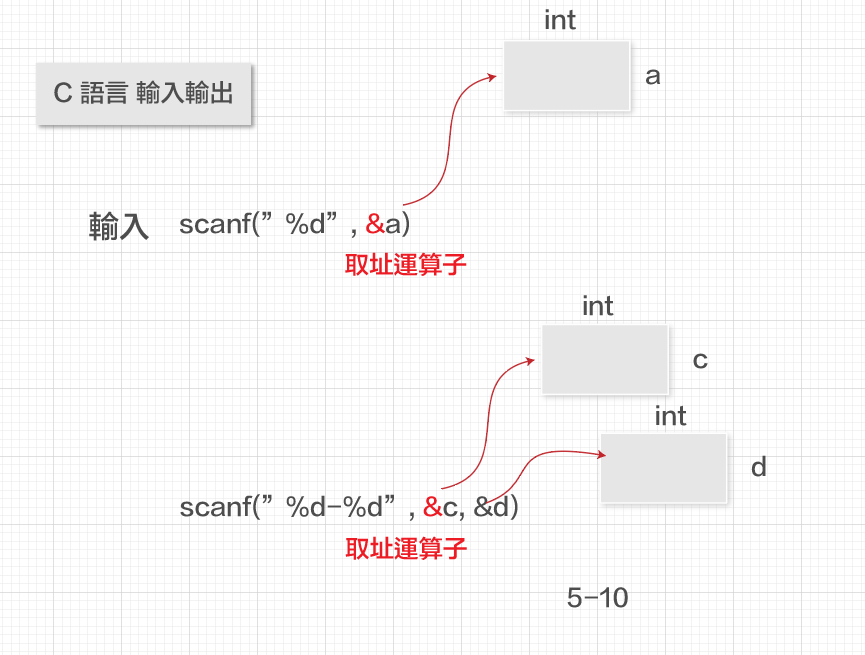 int
a
C 語言 輸入輸出
輸入 scanf(” %d” , &a)
取址運算子
int
c
int
d
scanf(” %d-%d” , &c, &d)
取址運算子
5-10